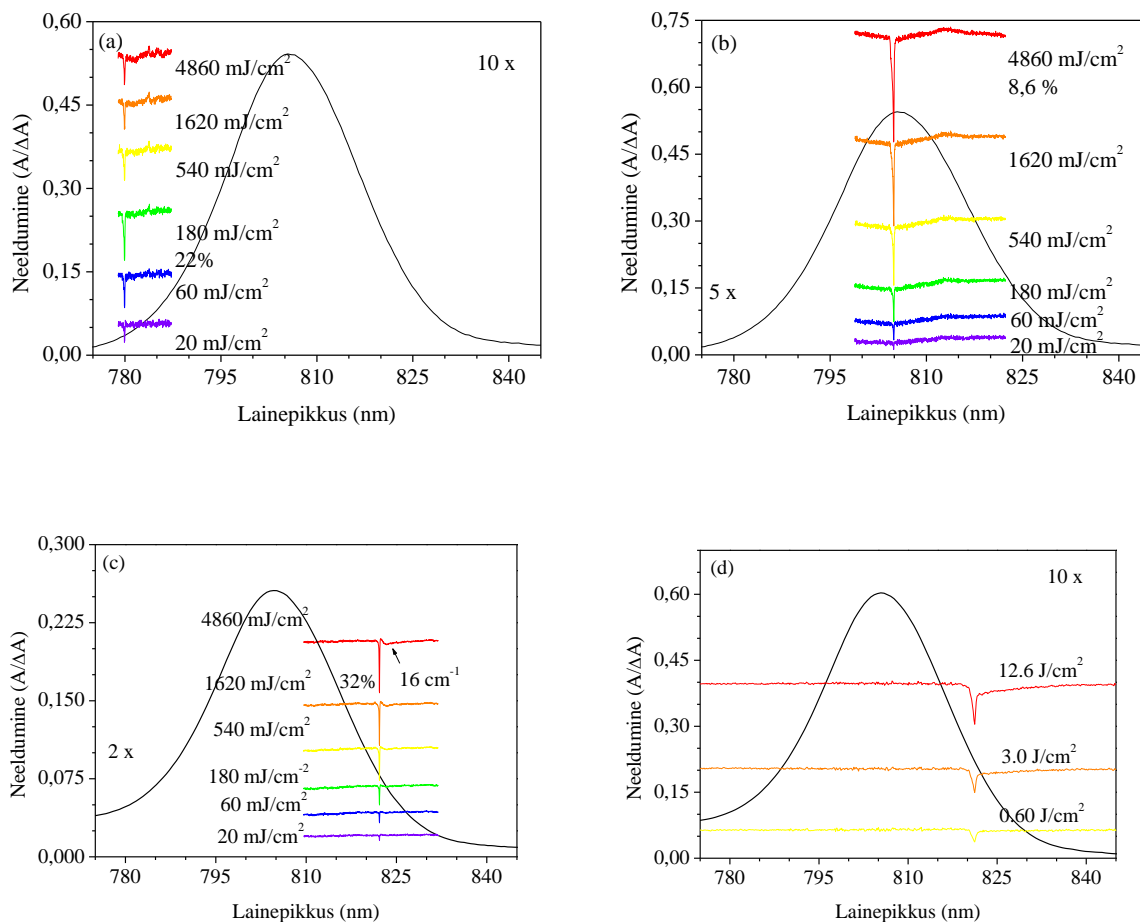 (a)
10 x
4860 mJ/cm²
1620 mJ/cm²
540 mJ/cm²
180 mJ/cm²
22%
60 mJ/cm²
20 mJ/cm²
0,60
0,45
0,30
0,15
0,00
780 795 810 825 840
Neeldumine (A/ΔA)
Lainepikkus (nm)
(b)
4860 mJ/cm²
8,6 %
1620 mJ/cm²
540 mJ/cm²
5 x
180 mJ/cm²
60 mJ/cm²
20 mJ/cm²
0,75
0,60
0,45
0,30
0,15
0,00
780 795 810 825 840
Neeldumine (A/ΔA)
Lainepikkus (nm)
(c)
4860 mJ/cm²
1620 mJ/cm²
32%
16 cm⁻¹
540 mJ/cm²
2 x
180 mJ/cm⁻²
60 mJ/cm²
20 mJ/cm²
0,300
0,225
0,150
0,075
0,000
780 795 810 825 840
Neeldumine (A/ΔA)
Lainepikkus (nm)
(d)
10 x
12.6 J/cm²
3.0 J/cm²
0.60 J/cm²
0,60
0,45
0,30
0,15
0,00
780 795 810 825 840
Neeldumine (A/ΔA)
Lainepikkus (nm)